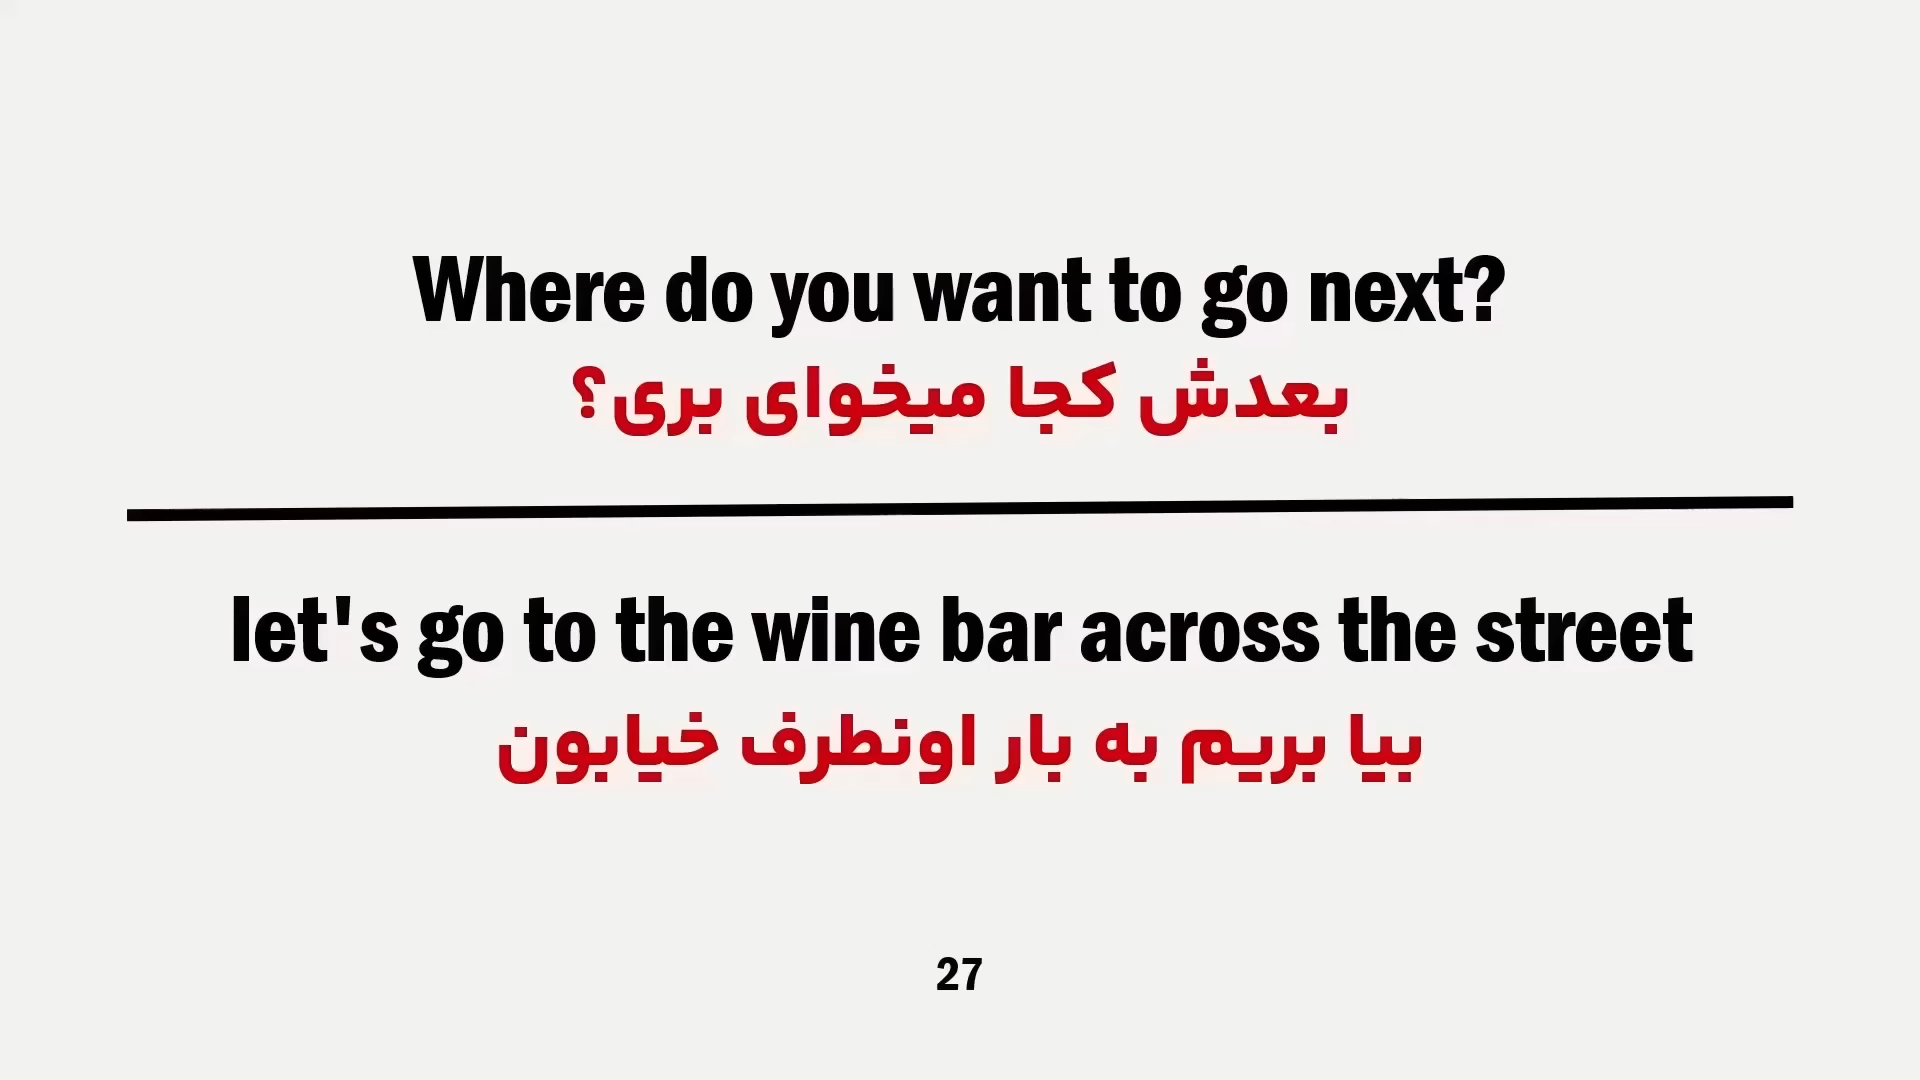 Where do you want to go next?
بعدش کجا میخوای بری؟
let's go to the wine bar across the street
بیا بریم به بار اونطرف خیابون
27